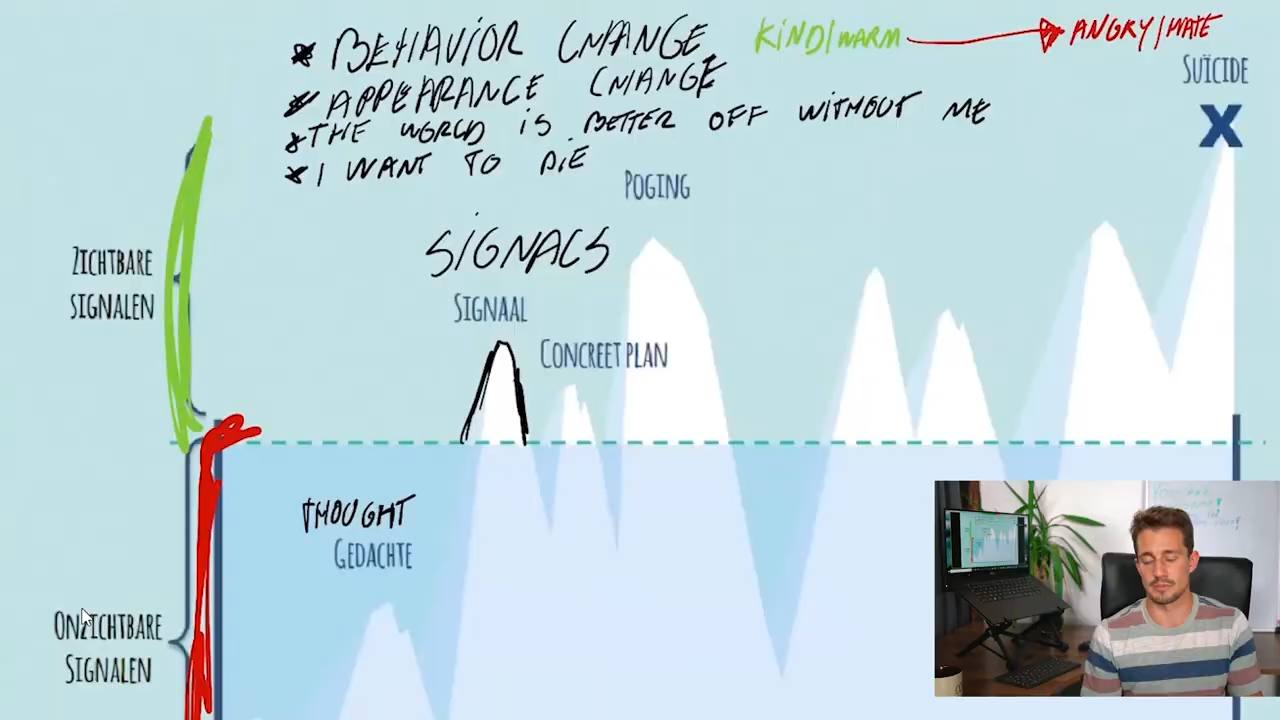 * BEHAVIOR CHANGE KIND/WARM ANGRY/HATE
* APPEARANCE CHANGE
* THE WORLD IS BETTER OFF WITHOUT ME
* I WANT TO DIE
SUÏCIDE
X
POGING
SIGNALS
SIGNAAL
CONCREET PLAN
ZICHTBARE
SIGNALEN
THOUGHT
GEDACHTE
ONZICHTBARE
SIGNALEN